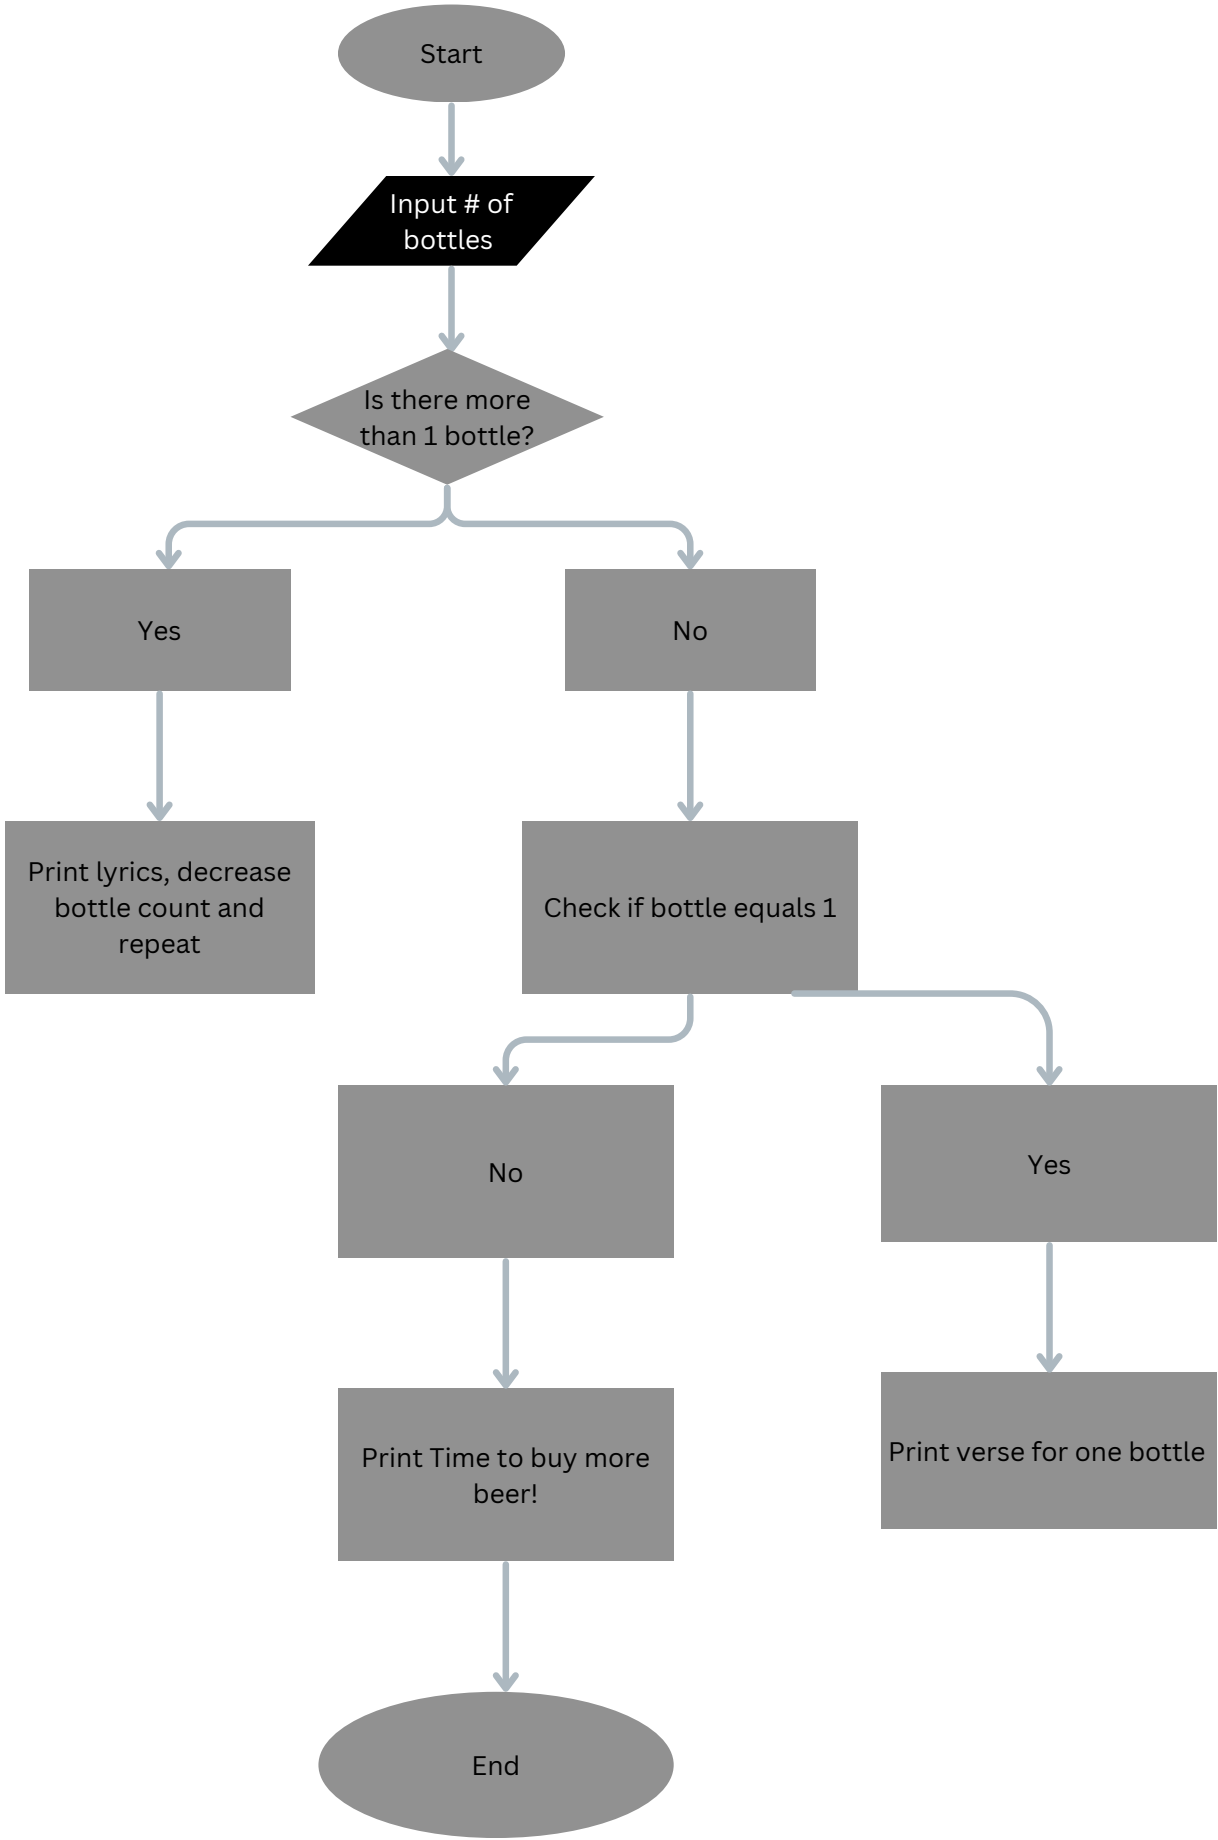 Start
Input # of
bottles
Is there more
than 1 bottle?
Yes
No
Print lyrics, decrease
bottle count and
repeat
Check if bottle equals 1
No
Yes
Print Time to buy more
beer!
Print verse for one bottle
End